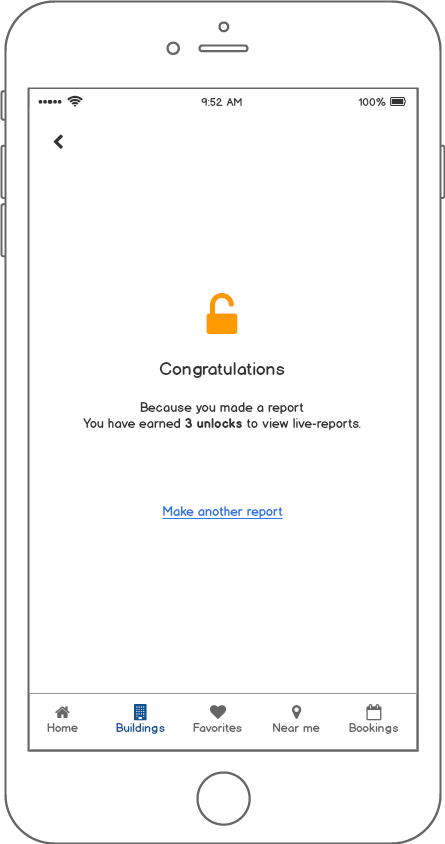 9:52 AM
100%
Congratulations
Because you made a report
You have earned 3 unlocks to view live-reports.
Make another report
Home
Buildings
Favorites
Near me
Bookings